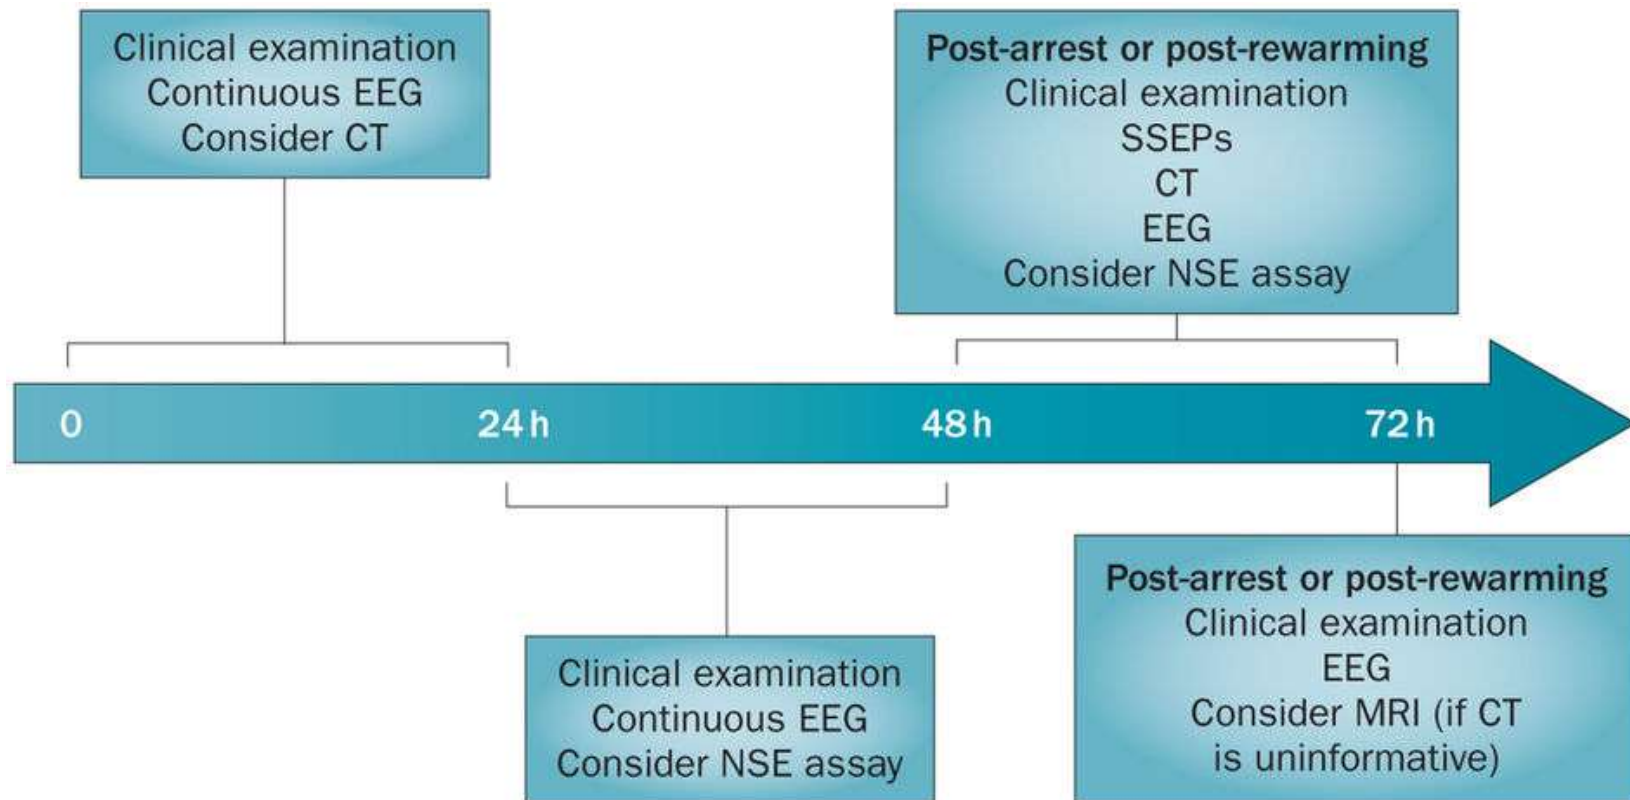 Clinical examination
Continuous EEG
Consider CT
Post-arrest or post-rewarming
Clinical examination
SSEPs
CT
EEG
Consider NSE assay
0
24 h
48 h
72 h
Clinical examination
Continuous EEG
Consider NSE assay
Post-arrest or post-rewarming
Clinical examination
EEG
Consider MRI (if CT
is uninformative)